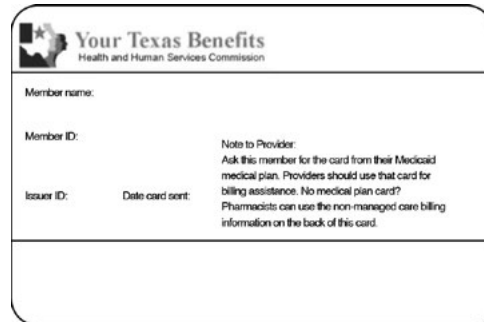 Your Texas Benefits
Health and Human Services Commission
Member name:
Member ID:
Note to Provider:
Ask this member for the card from their Medicaid
medical plan. Providers should use that card for
billing assistance. No medical plan card?
Pharmacists can use the non-managed care billing
information on the back of this card.
Issuer ID:
Date card sent: